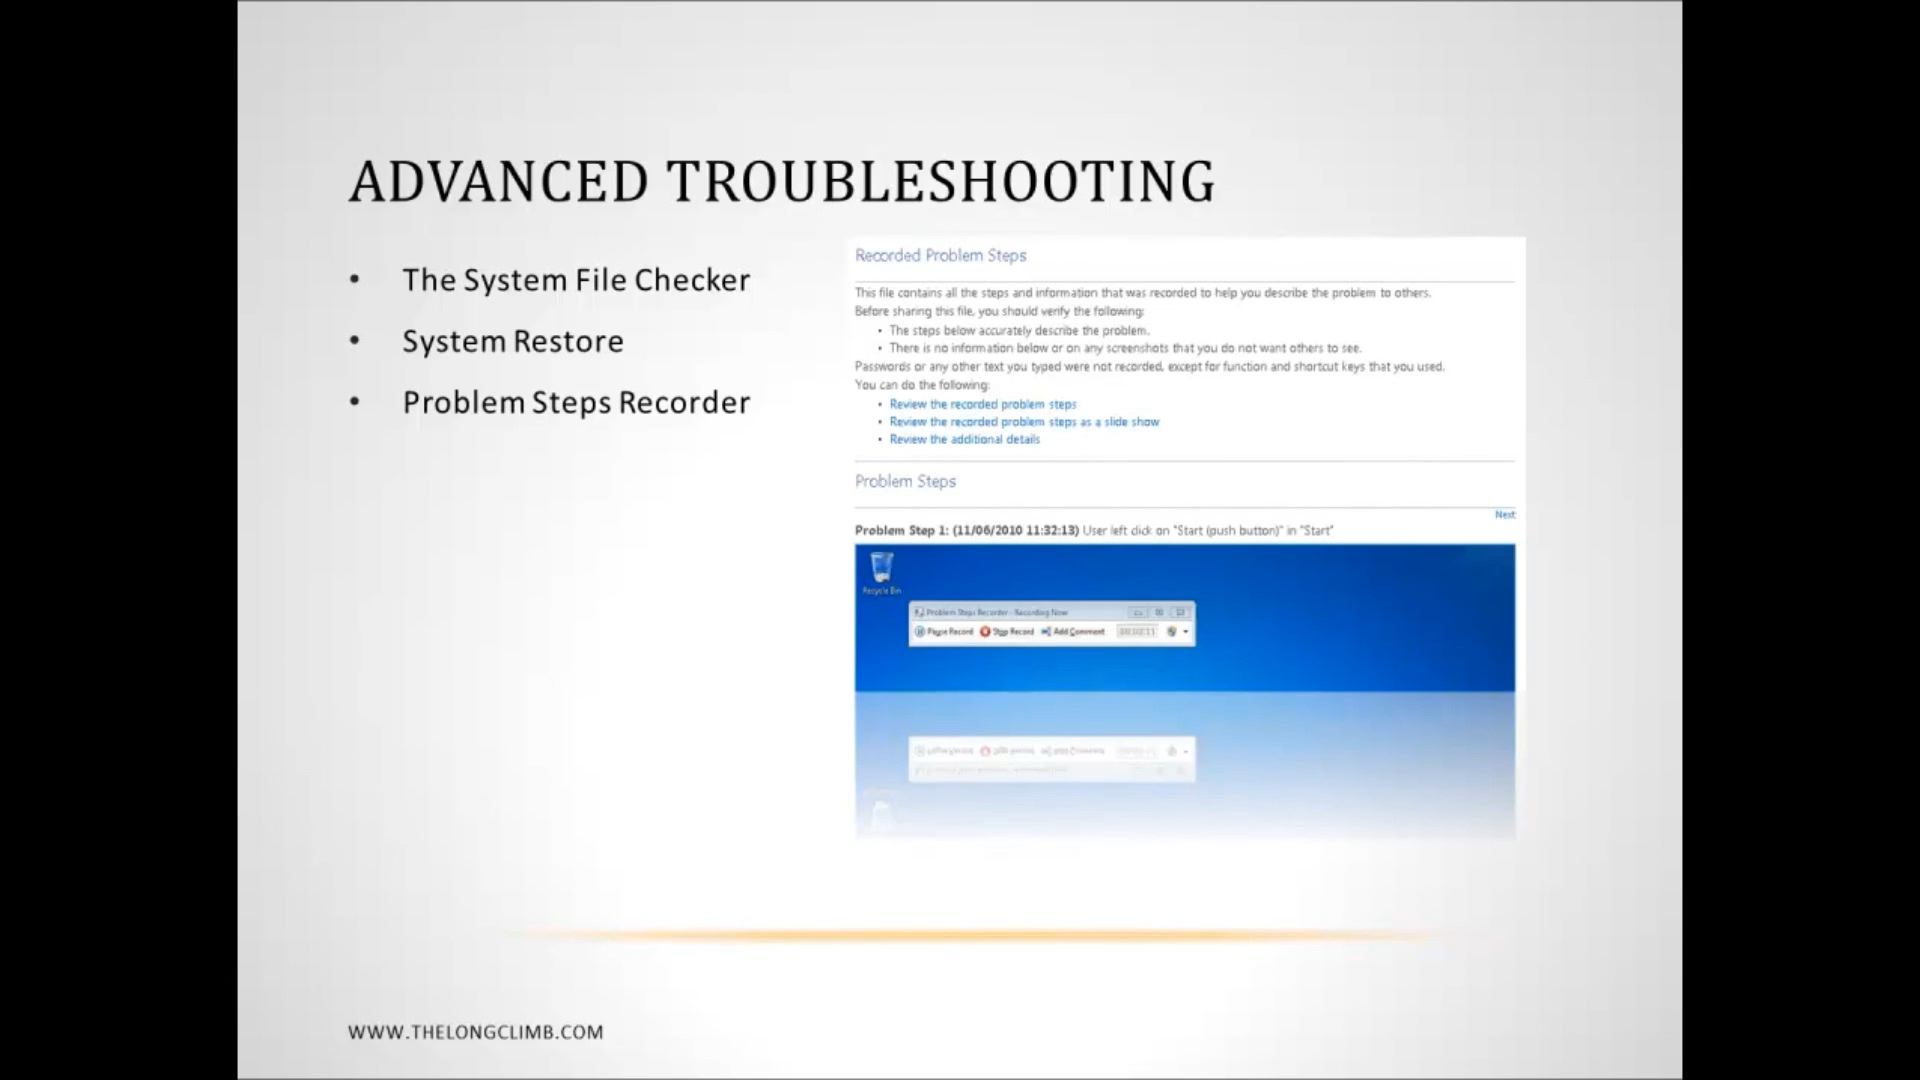 ADVANCED TROUBLESHOOTING
• The System File Checker
• System Restore
• Problem Steps Recorder
Recorded Problem Steps
This file contains all the steps and information that was recorded to help you describe the problem to others.
Before sharing this file, you should verify the following:
• The steps below accurately describe the problem.
• There is no information below or on any screenshots that you do not want others to see.
Passwords or any other text you typed were not recorded, except for function and shortcut keys that you used.
You can do the following:
• Review the recorded problem steps
• Review the recorded problem steps as a slide show
• Review the additional details
Problem Steps
Next
Problem Step 1: (11/06/2010 11:32:13) User left click on "Start (push button)" in "Start"
Recycle Bin
Problem Steps Recorder - Recording Now
Pause Record Stop Record Add Comment
WWW.THELONGCLIMB.COM